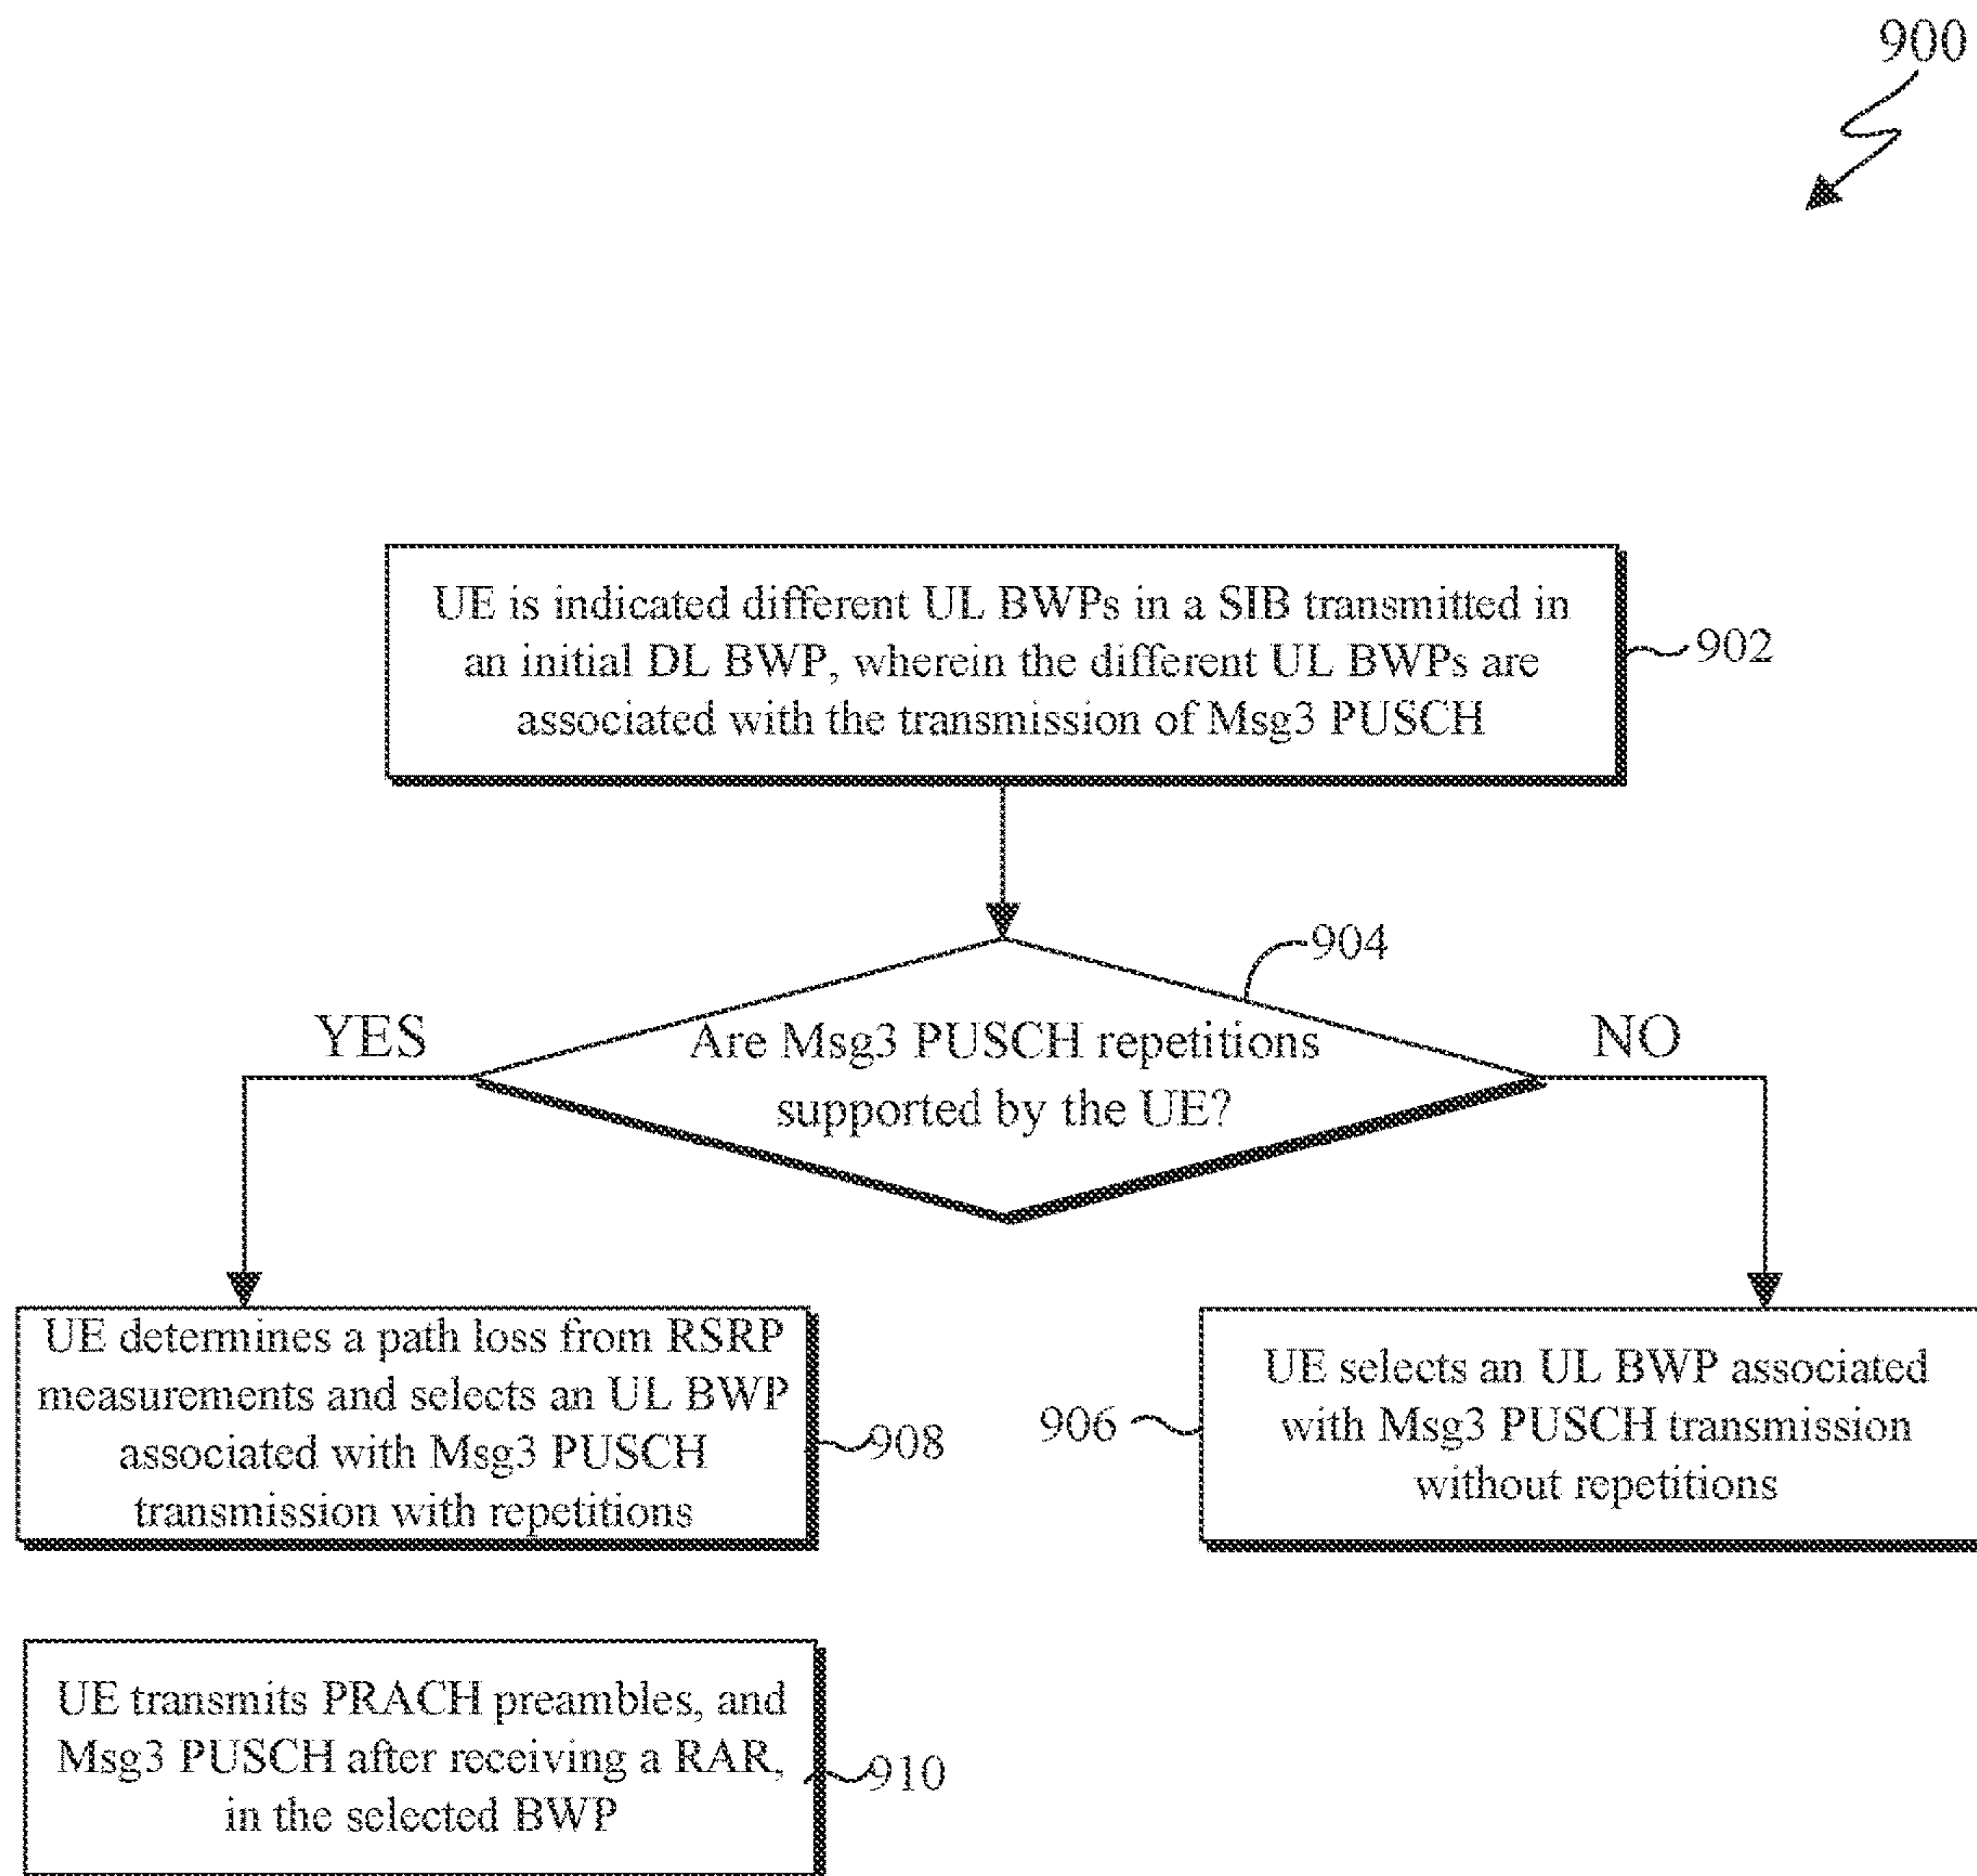 900
UE is indicated different UL BWPs in a SIB transmitted in
an initial DL BWP, wherein the different UL BWPs are
associated with the transmission of Msg3 PUSCH
902
904
YES
Are Msg3 PUSCH repetitions
supported by the UE?
NO
UE determines a path loss from RSRP
measurements and selects an UL BWP
associated with Msg3 PUSCH
transmission with repetitions
908
906
UE selects an UL BWP associated
with Msg3 PUSCH transmission
without repetitions
UE transmits PRACH preambles, and
Msg3 PUSCH after receiving a RAR,
in the selected BWP
910